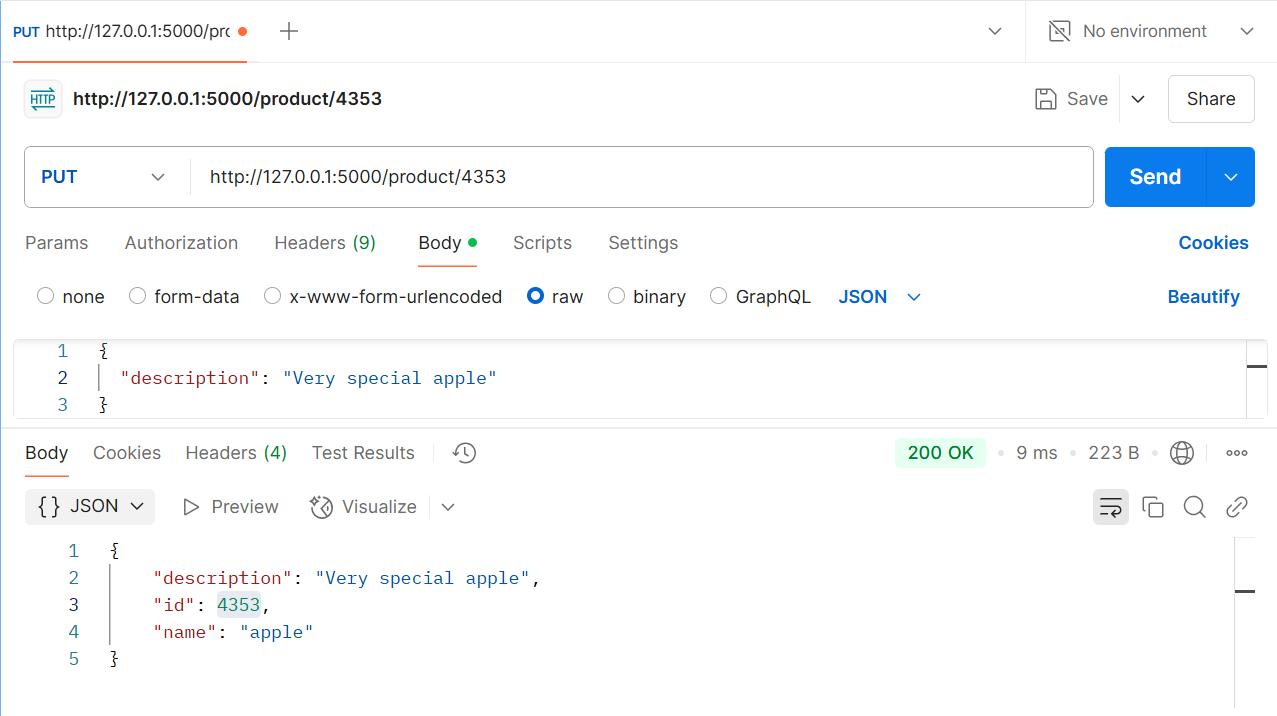 PUT http://127.0.0.1:5000/pro
No environment
HTTP http://127.0.0.1:5000/product/4353
Save
Share
PUT http://127.0.0.1:5000/product/4353
Send
Params Authorization Headers (9) Body Scripts Settings Cookies
none form-data x-www-form-urlencoded raw binary GraphQL JSON Beautify
1 {
2 "description": "Very special apple"
3 }
Body Cookies Headers (4) Test Results 200 OK 9 ms 223 B
{} JSON Preview Visualize
1 {
2 "description": "Very special apple",
3 "id": 4353,
4 "name": "apple"
5 }